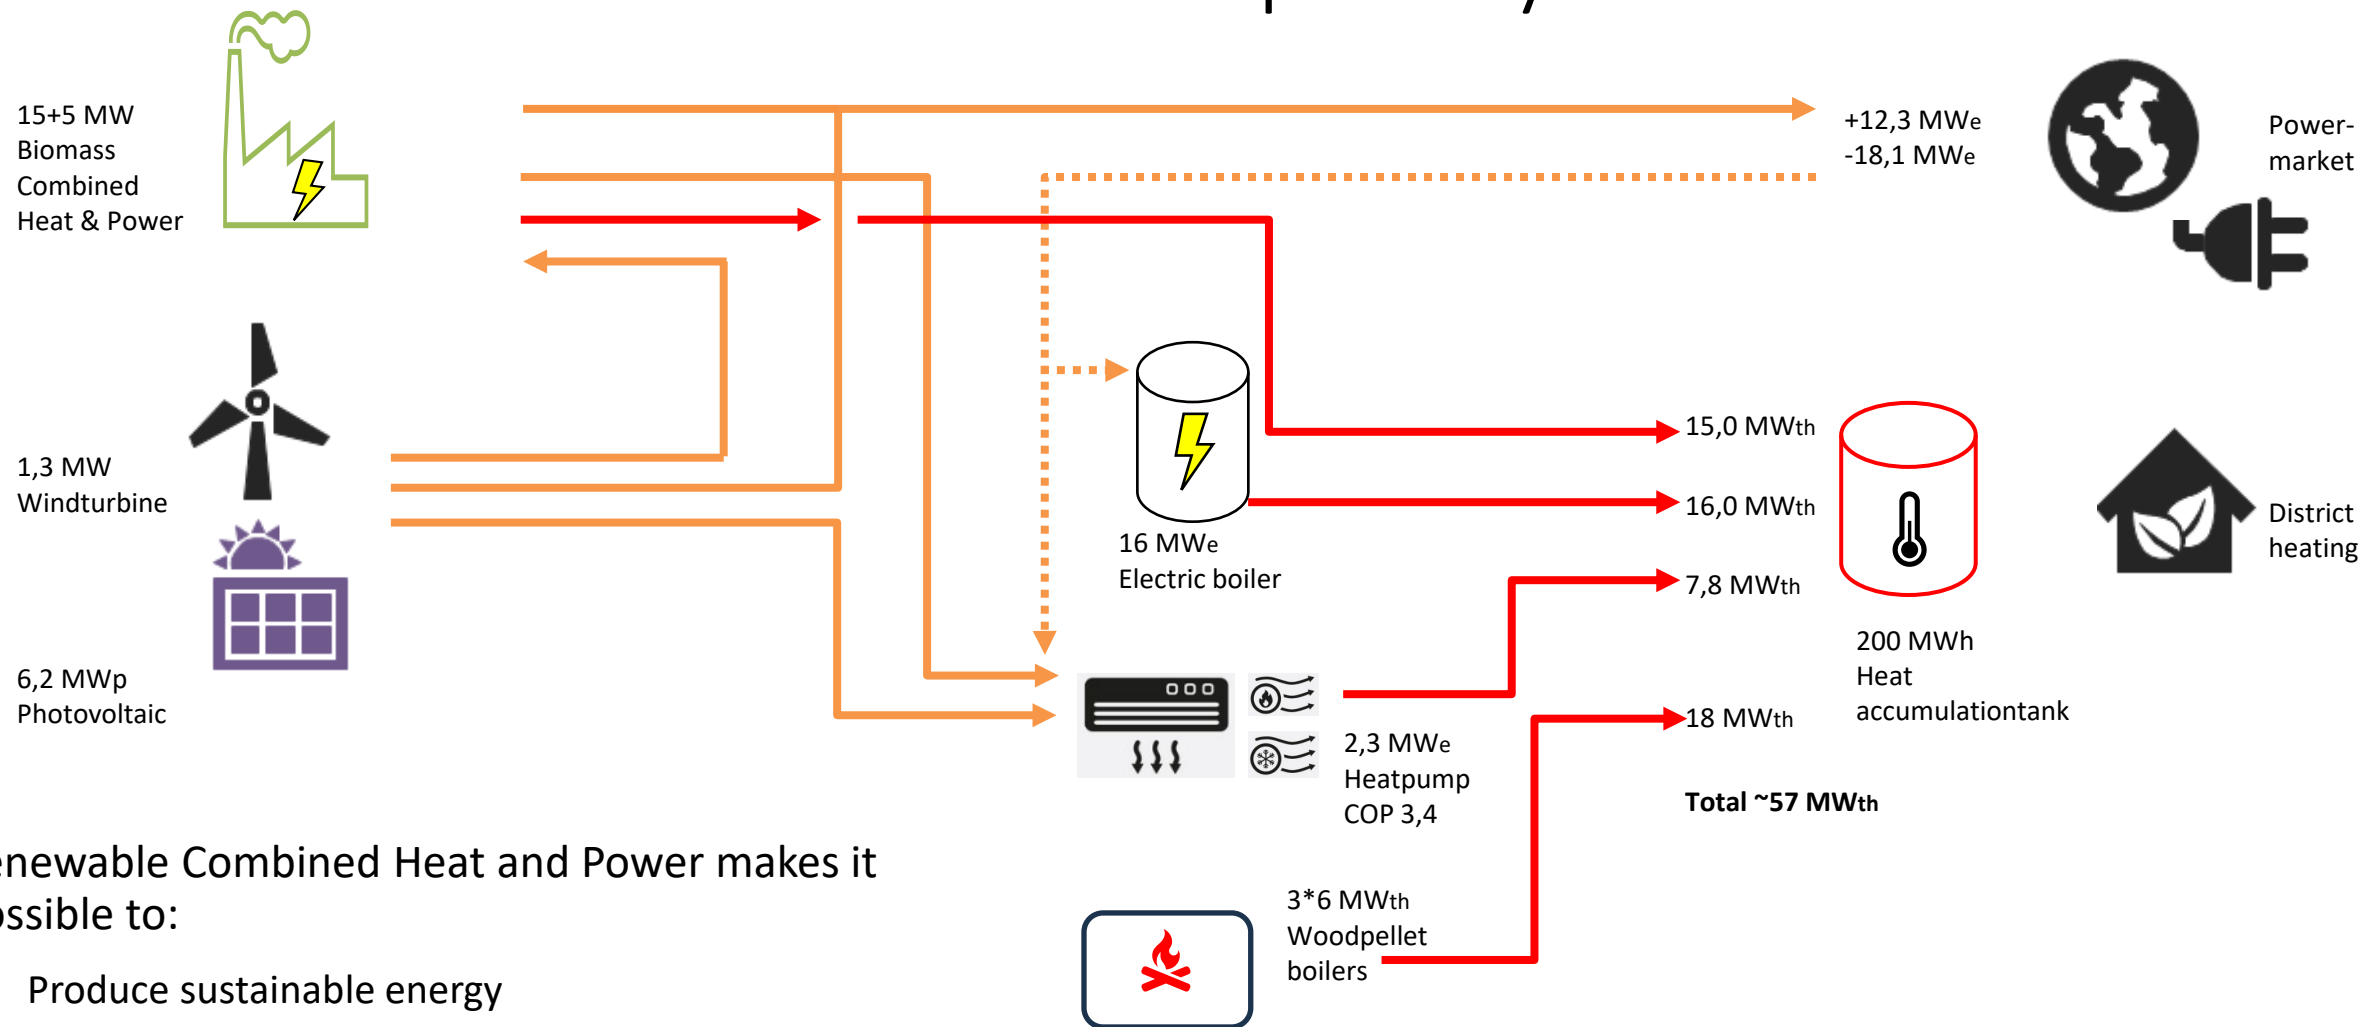 15+5 MW
Biomass
Combined
Heat & Power
+12,3 MWe
-18,1 MWe
Power-
market
1,3 MW
Windturbine
6,2 MWp
Photovoltaic
16 MWe
Electric boiler
15,0 MWth
16,0 MWth
7,8 MWth
18 MWth
Total ~57 MWth
200 MWh
Heat
accumulationtank
District
heating
2,3 MWe
Heatpump
COP 3,4
3*6 MWth
Woodpellet
boilers
enewable Combined Heat and Power makes it
ossible to:
Produce sustainable energy